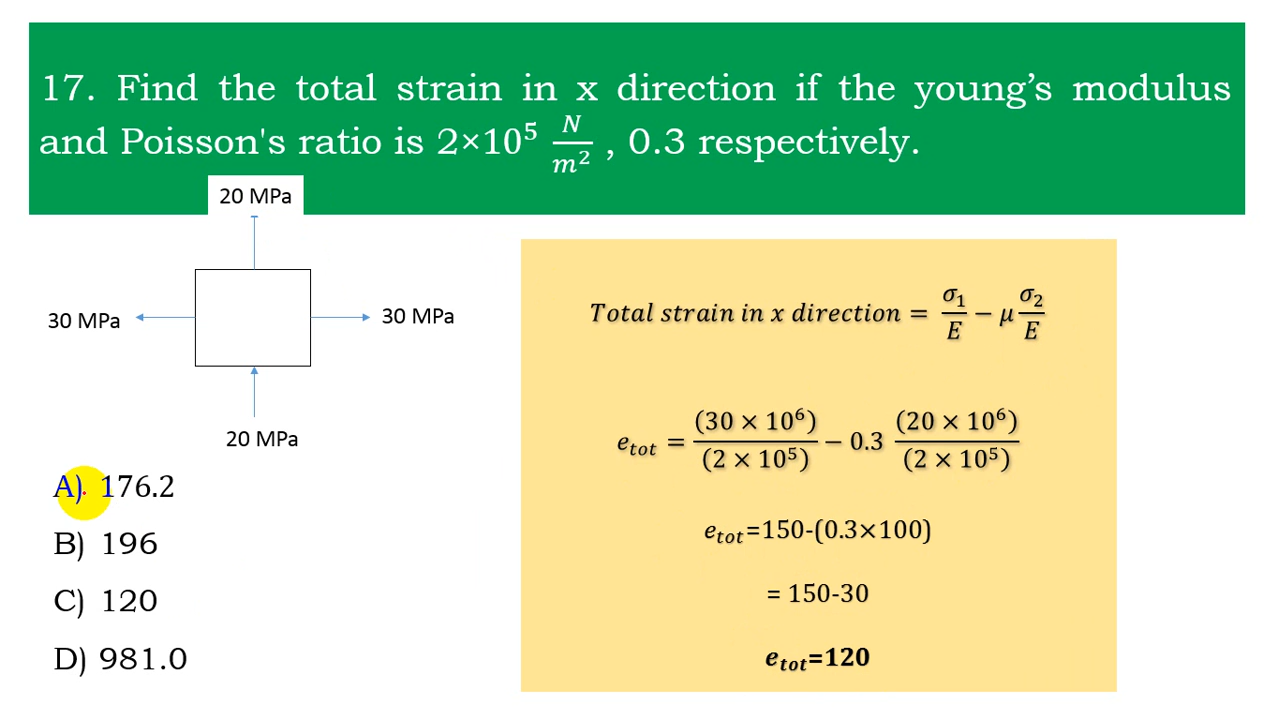 17. Find the total strain in x direction if the young's modulus
and Poisson's ratio is 2×10⁵ N/m² , 0.3 respectively.
20 MPa
30 MPa
30 MPa
20 MPa
A) 176.2
B) 196
C) 120
D) 981.0
Total strain in x direction = σ₁/E − μ σ₂/E
eₜₒₜ = (30 × 10⁶)/(2 × 10⁵) − 0.3 (20 × 10⁶)/(2 × 10⁵)
eₜₒₜ=150-(0.3×100)
= 150-30
eₜₒₜ=120